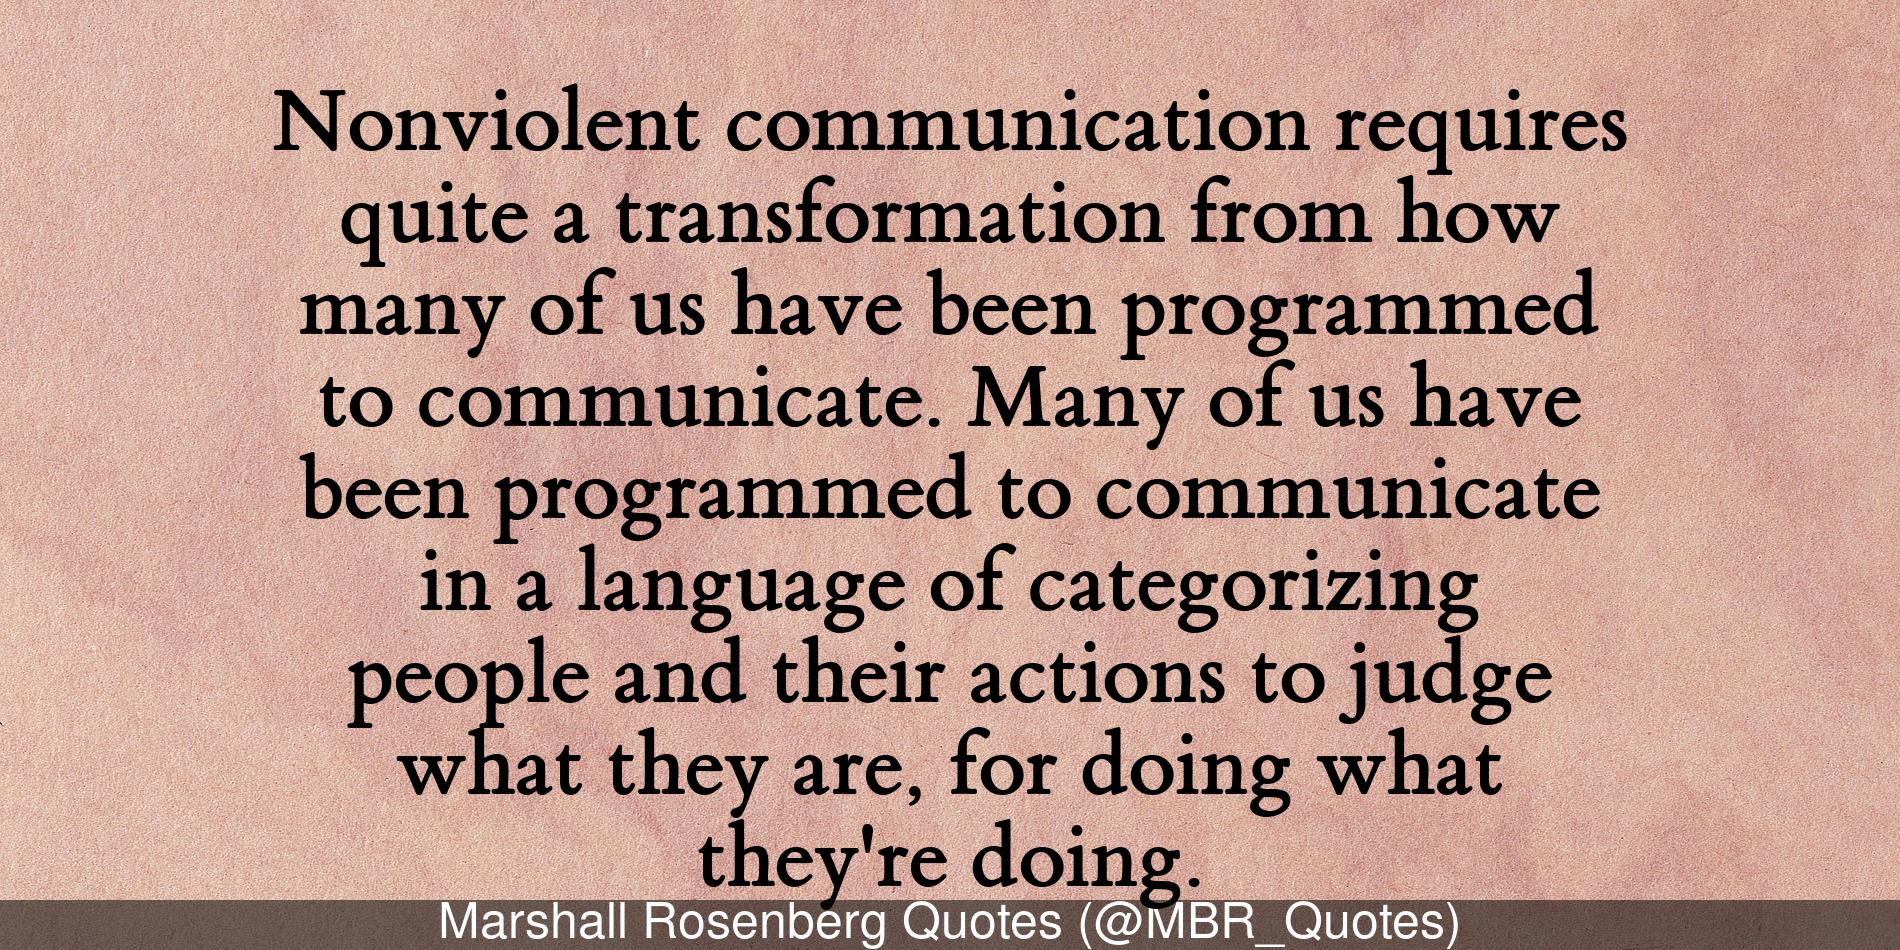 Nonviolent communication requires
quite a transformation from how
many of us have been programmed
to communicate. Many of us have
been programmed to communicate
in a language of categorizing
people and their actions to judge
what they are, for doing what
they're doing.
Marshall Rosenberg Quotes (@MBR_Quotes)